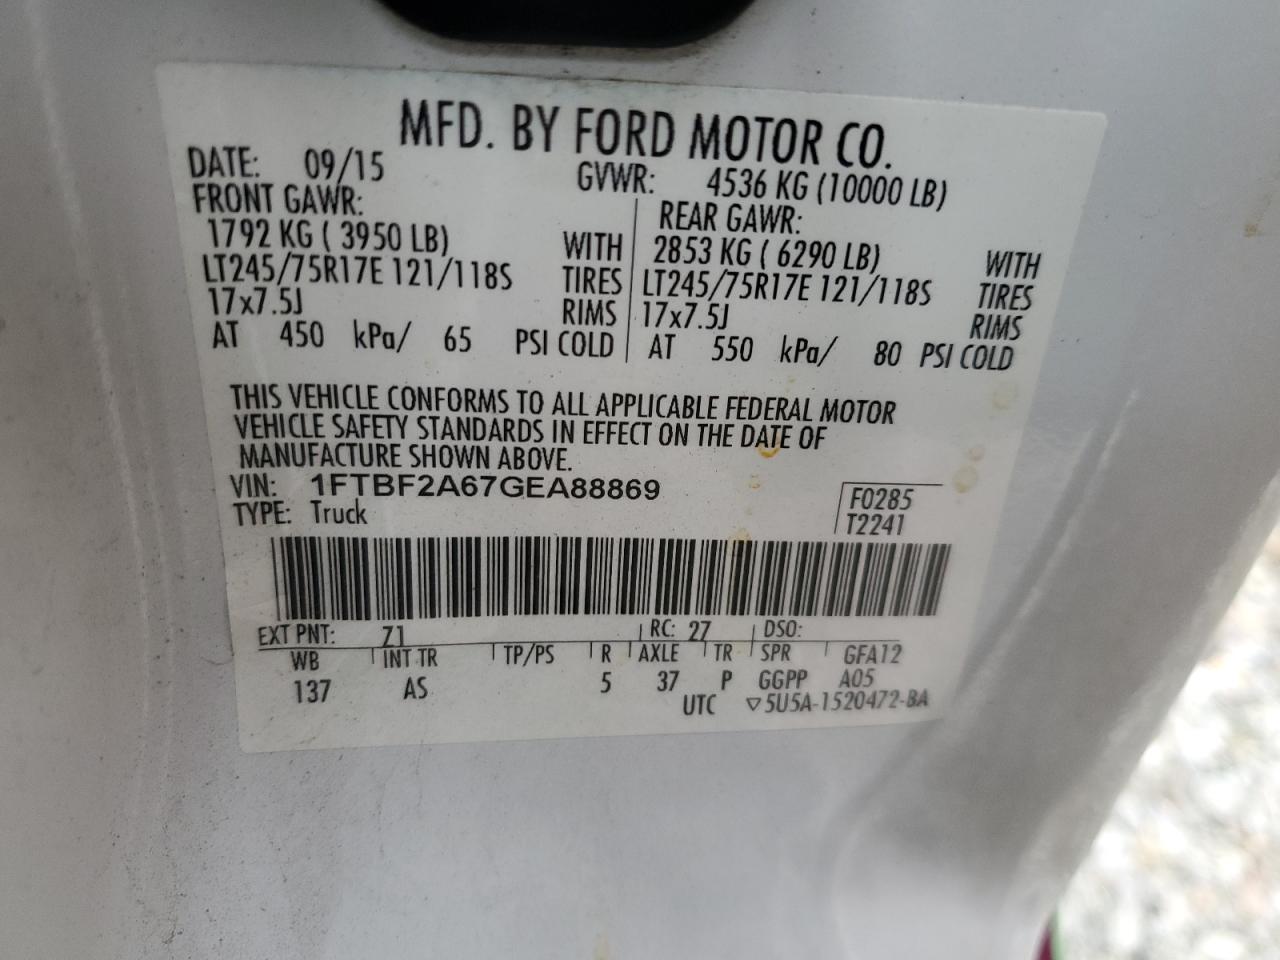 MFD. BY FORD MOTOR CO.
DATE: 09/15
GVWR: 4536 KG (10000 LB)
FRONT GAWR:
1792 KG ( 3950 LB) WITH
LT245/75R17E 121/118S TIRES
17x7.5J RIMS
AT 450 kPa/ 65 PSI COLD
REAR GAWR:
2853 KG ( 6290 LB) WITH
LT245/75R17E 121/118S TIRES
17x7.5J RIMS
AT 550 kPa/ 80 PSI COLD
THIS VEHICLE CONFORMS TO ALL APPLICABLE FEDERAL MOTOR
VEHICLE SAFETY STANDARDS IN EFFECT ON THE DATE OF
MANUFACTURE SHOWN ABOVE.
VIN: 1FTBF2A67GEA88869
TYPE: Truck
F0285
T2241
EXT PNT: Z1 RC: 27 DSO:
WB INT TR TP/PS R AXLE TR SPR GFA12
137 AS 5 37 P GGPP A05
UTC ▽5U5A-1520472-BA